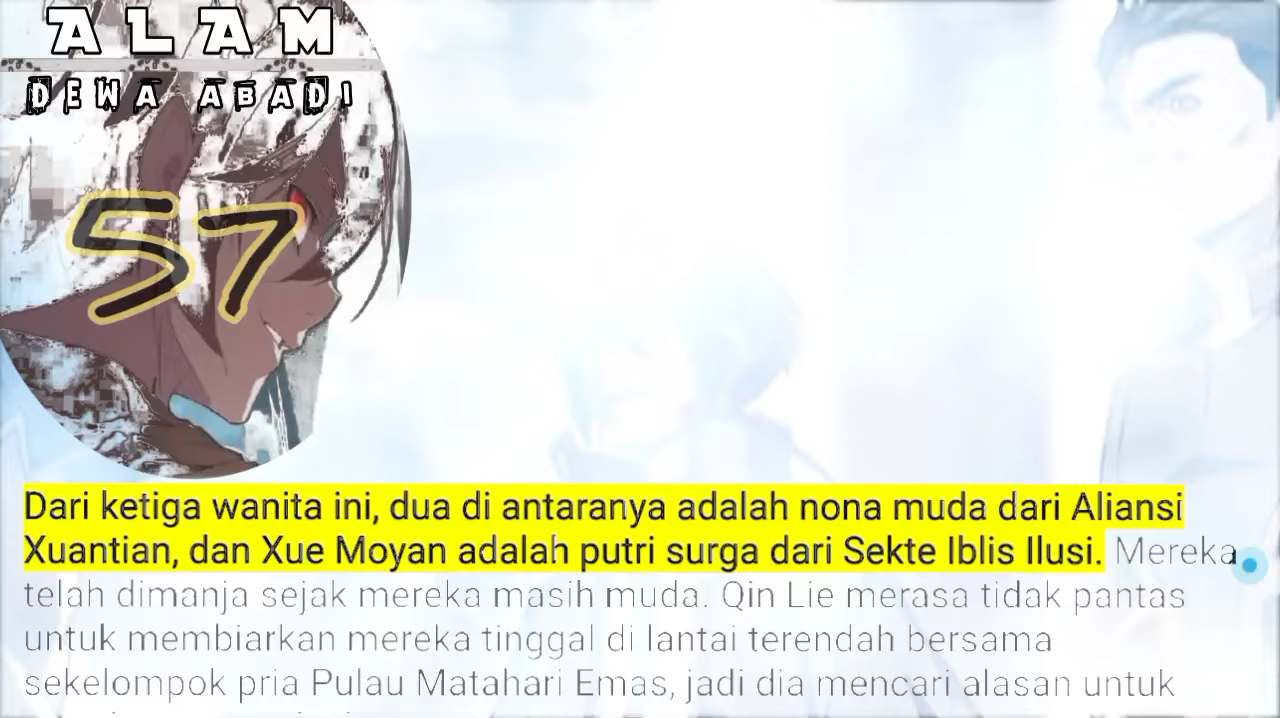 ALAM
DEWA ABADI
57
Dari ketiga wanita ini, dua di antaranya adalah nona muda dari Aliansi
Xuantian, dan Xue Moyan adalah putri surga dari Sekte Iblis Ilusi. Mereka
telah dimanja sejak mereka masih muda. Qin Lie merasa tidak pantas
untuk membiarkan mereka tinggal di lantai terendah bersama
sekelompok pria Pulau Matahari Emas, jadi dia mencari alasan untuk